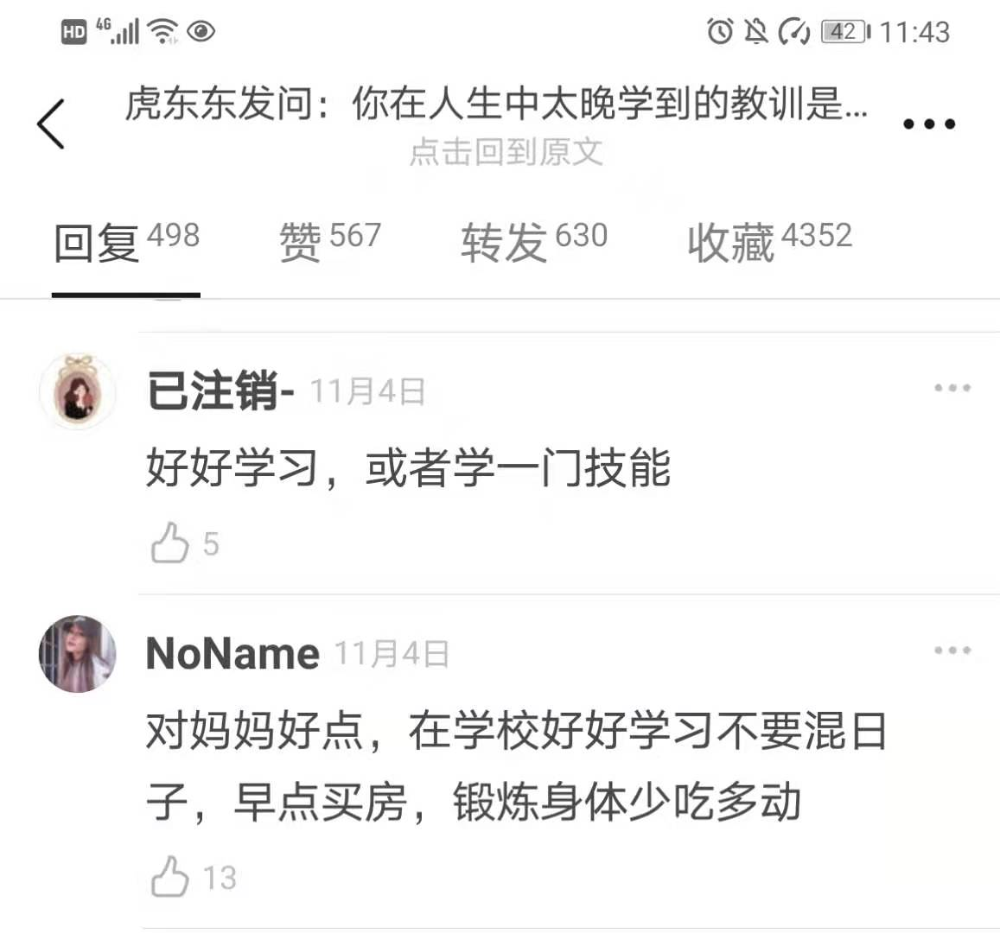 HD 4G 42 11:43
虎东东发问：你在人生中太晚学到的教训是...
点击回到原文
回复 498 赞 567 转发 630 收藏 4352
已注销- 11月4日
好好学习，或者学一门技能
5
NoName 11月4日
对妈妈好点，在学校好好学习不要混日
子，早点买房，锻炼身体少吃多动
13